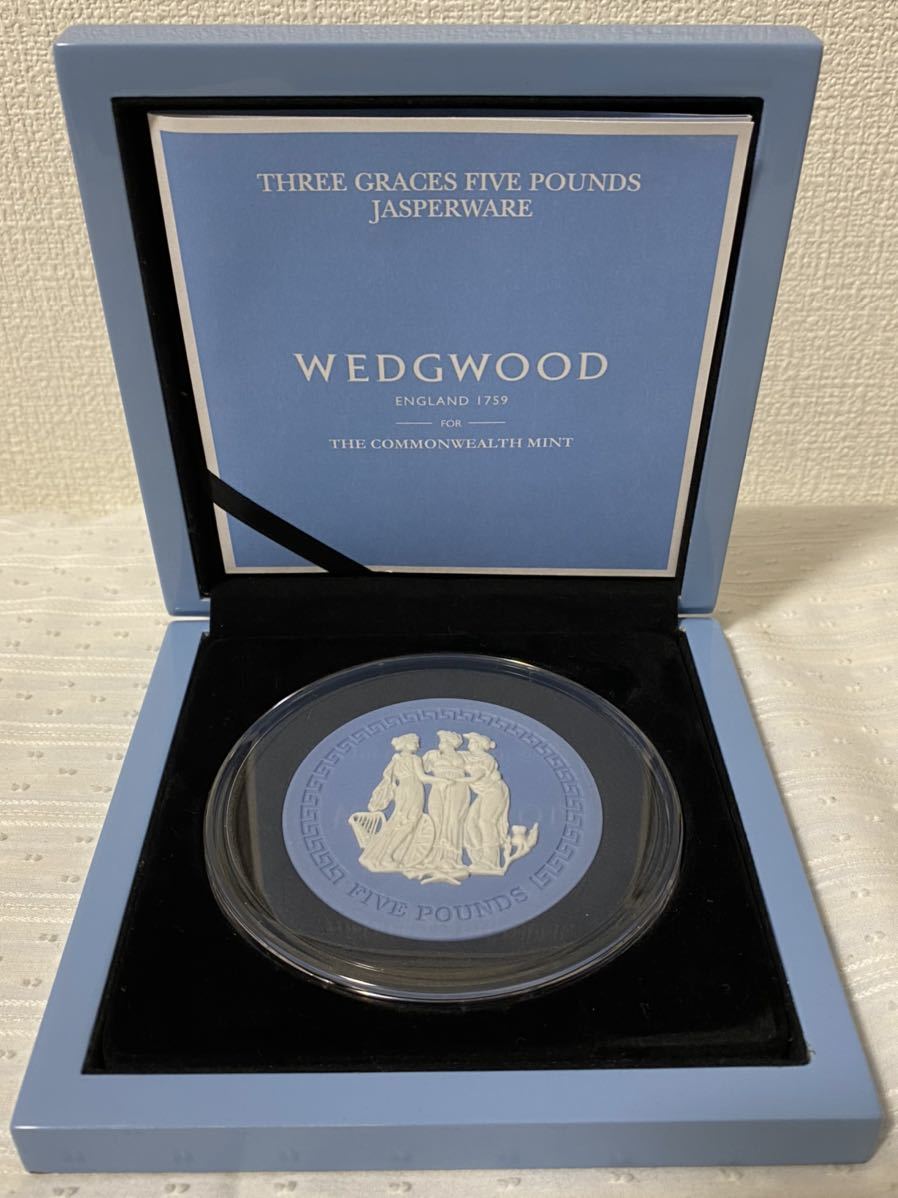 THREE GRACES FIVE POUNDS
JASPERWARE
WEDGWOOD
ENGLAND 1759
FOR
THE COMMONWEALTH MINT
FIVE POUNDS